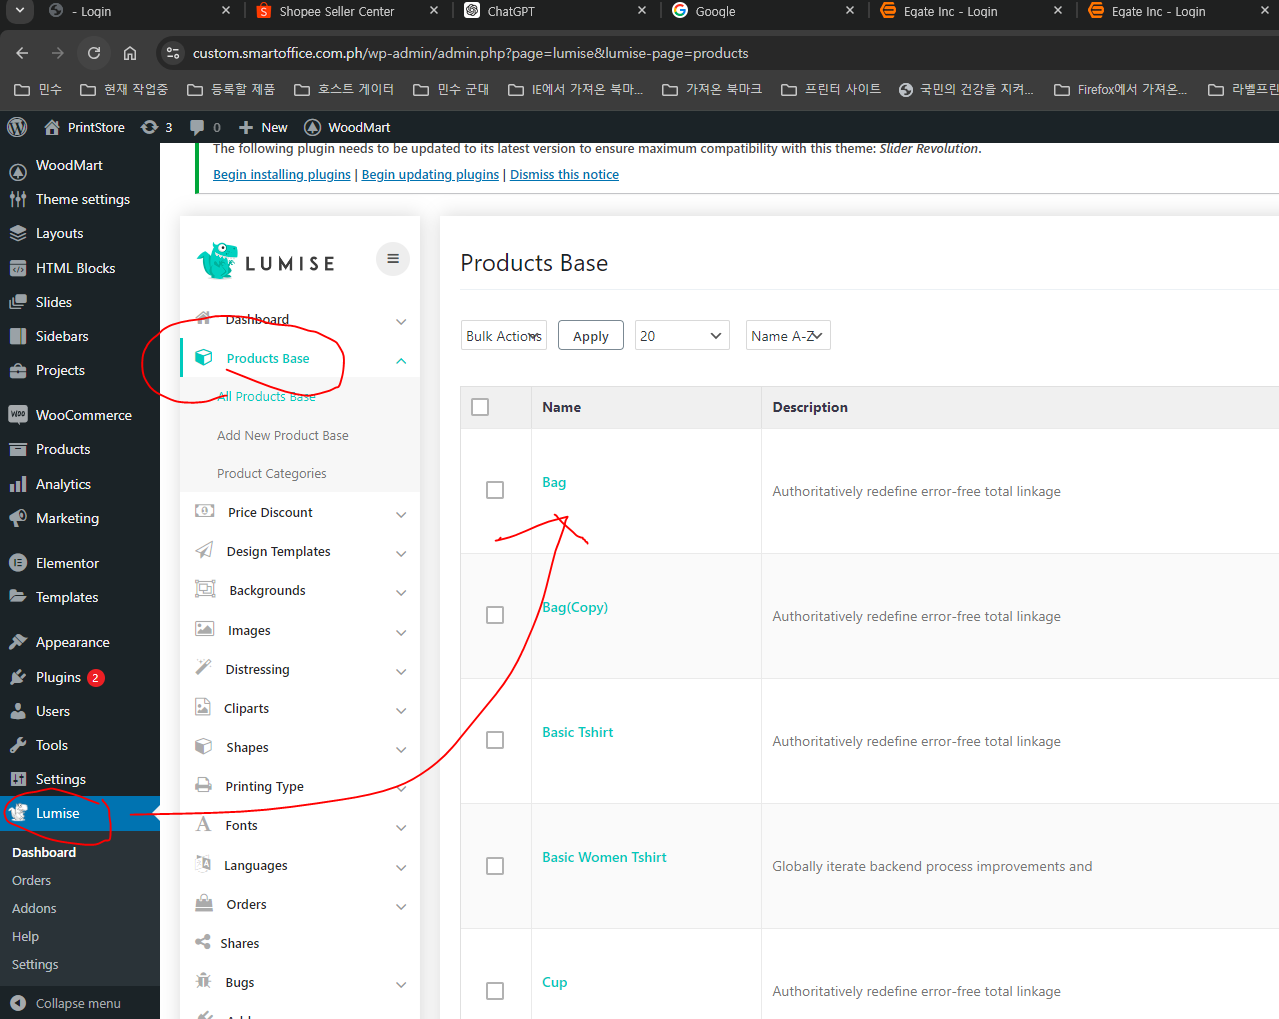 - Login
Shopee Seller Center
ChatGPT
Google
Eqate Inc - Login
Eqate Inc - Login
custom.smartoffice.com.ph/wp-admin/admin.php?page=lumise&lumise-page=products
민수
현재 작업중
등록할 제품
호스트 게이터
민수 군대
IE에서 가져온 북마...
가져온 북마크
프린터 사이트
국민의 건강을 지켜...
Firefox에서 가져온...
라벨프린
PrintStore
3
0
New
WoodMart
WoodMart
Theme settings
Layouts
HTML Blocks
Slides
Sidebars
Projects
WooCommerce
Products
Analytics
Marketing
Elementor
Templates
Appearance
Plugins 2
Users
Tools
Settings
Lumise
Dashboard
Orders
Addons
Help
Settings
Collapse menu
The following plugin needs to be updated to its latest version to ensure maximum compatibility with this theme: Slider Revolution.
Begin installing plugins | Begin updating plugins | Dismiss this notice
LUMISE
Dashboard
Products Base
All Products Base
Add New Product Base
Product Categories
Price Discount
Design Templates
Backgrounds
Images
Distressing
Cliparts
Shapes
Printing Type
Fonts
Languages
Orders
Shares
Bugs
Products Base
Bulk Actions
Apply
20
Name A-Z
Name
Description
Bag
Authoritatively redefine error-free total linkage
Bag(Copy)
Authoritatively redefine error-free total linkage
Basic Tshirt
Authoritatively redefine error-free total linkage
Basic Women Tshirt
Globally iterate backend process improvements and
Cup
Authoritatively redefine error-free total linkage